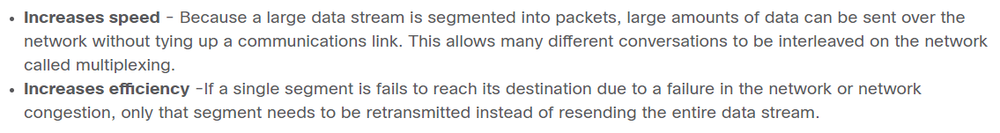 • Increases speed - Because a large data stream is segmented into packets, large amounts of data can be sent over the
network without tying up a communications link. This allows many different conversations to be interleaved on the network
called multiplexing.
• Increases efficiency -If a single segment is fails to reach its destination due to a failure in the network or network
congestion, only that segment needs to be retransmitted instead of resending the entire data stream.